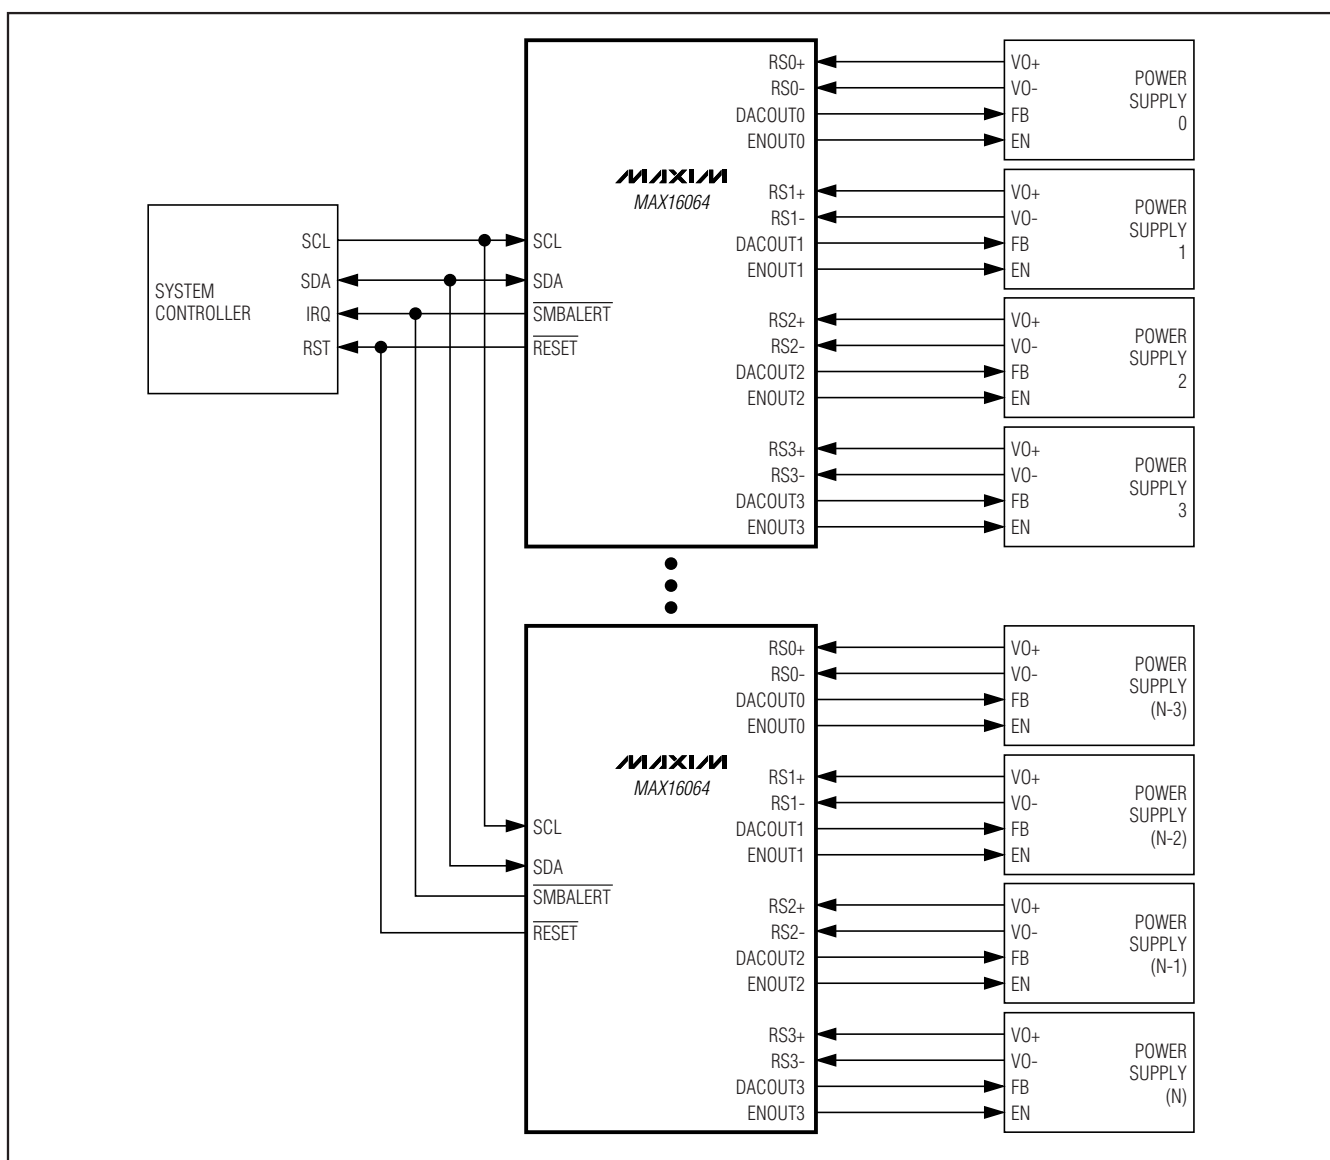 SYSTEM
CONTROLLER
SCL
SDA
IRQ
RST
SCL
SDA
SMBALERT
RESET
MAXIM
MAX16064
RS0+
RS0-
DACOUT0
ENOUT0
RS1+
RS1-
DACOUT1
ENOUT1
RS2+
RS2-
DACOUT2
ENOUT2
RS3+
RS3-
DACOUT3
ENOUT3
VO+
VO-
FB
EN
POWER
SUPPLY
0
VO+
VO-
FB
EN
POWER
SUPPLY
1
VO+
VO-
FB
EN
POWER
SUPPLY
2
VO+
VO-
FB
EN
POWER
SUPPLY
3
SCL
SDA
SMBALERT
RESET
MAXIM
MAX16064
RS0+
RS0-
DACOUT0
ENOUT0
RS1+
RS1-
DACOUT1
ENOUT1
RS2+
RS2-
DACOUT2
ENOUT2
RS3+
RS3-
DACOUT3
ENOUT3
VO+
VO-
FB
EN
POWER
SUPPLY
(N-3)
VO+
VO-
FB
EN
POWER
SUPPLY
(N-2)
VO+
VO-
FB
EN
POWER
SUPPLY
(N-1)
VO+
VO-
FB
EN
POWER
SUPPLY
(N)